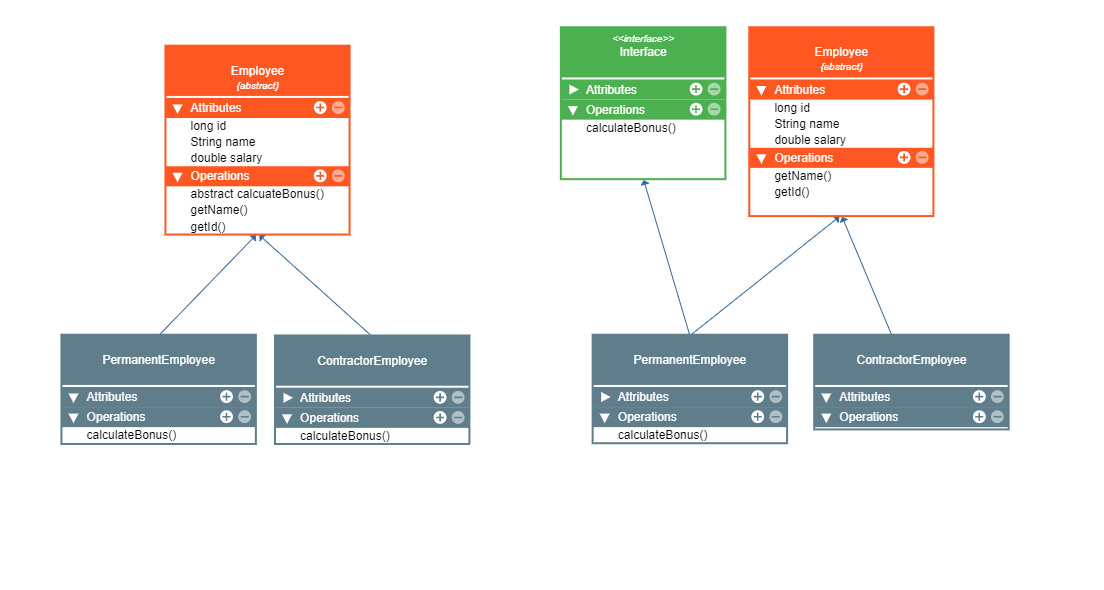 Employee
{abstract}
Attributes
long id
String name
double salary
Operations
abstract calcuateBonus()
getName()
getId()
PermanentEmployee
Attributes
Operations
calculateBonus()
ContractorEmployee
Attributes
Operations
calculateBonus()
<<interface>>
Interface
Attributes
Operations
calculateBonus()
Employee
{abstract}
Attributes
long id
String name
double salary
Operations
getName()
getId()
PermanentEmployee
Attributes
Operations
calculateBonus()
ContractorEmployee
Attributes
Operations